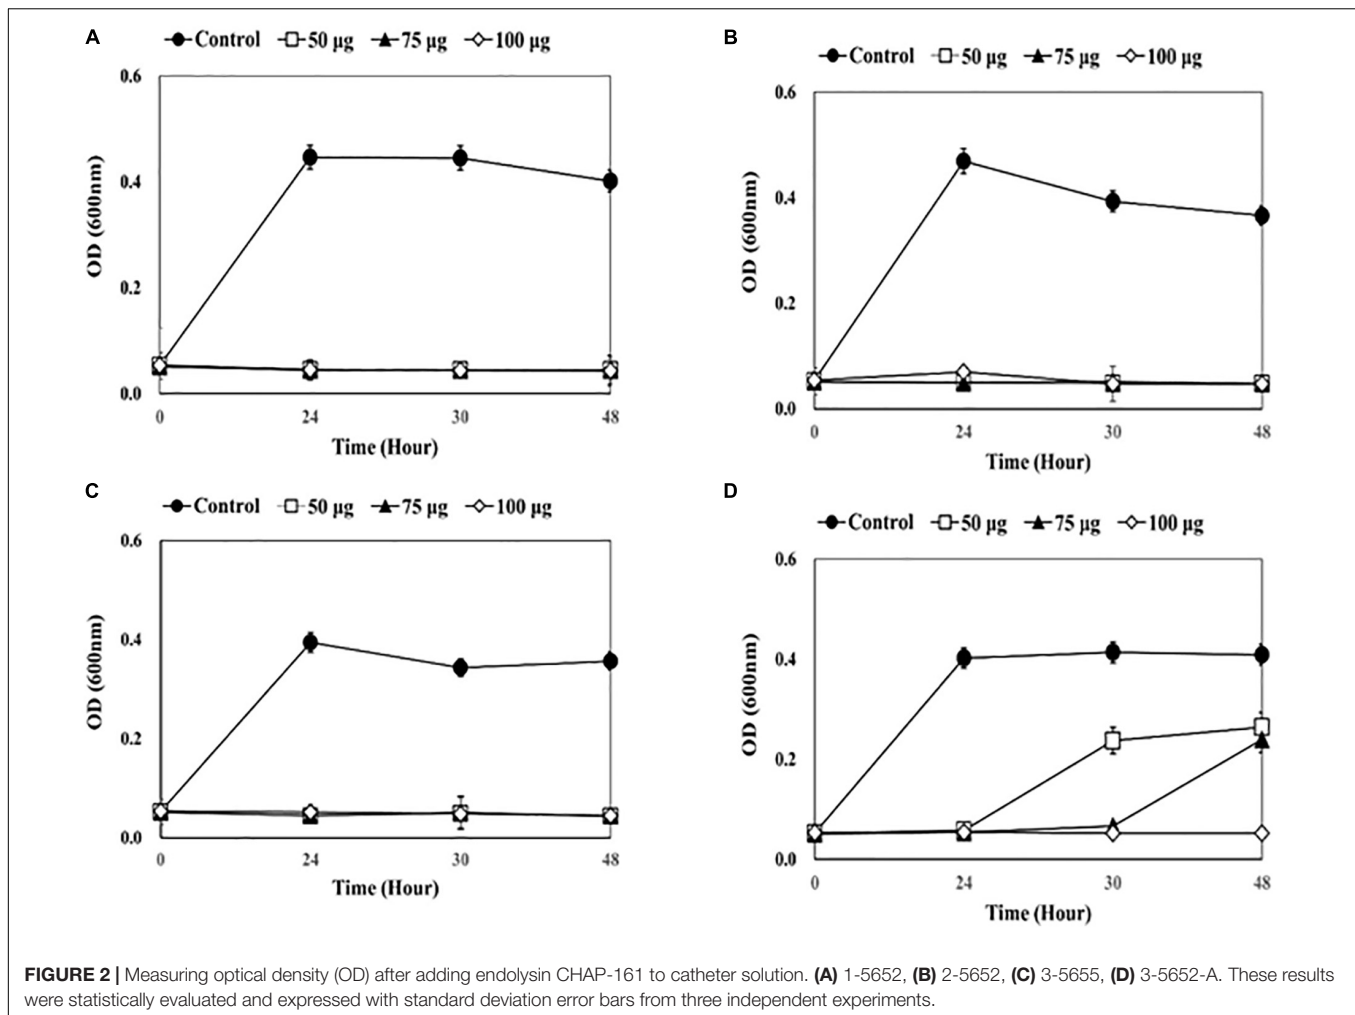 A
Control 50 µg 75 µg 100 µg
0.6
0.4
0.2
0.0
OD (600nm)
0 24 30 48
Time (Hour)
B
Control 50 µg 75 µg 100 µg
0.6
0.4
0.2
0.0
OD (600nm)
0 24 30 48
Time (Hour)
C
Control 50 µg 75 µg 100 µg
0.6
0.4
0.2
0.0
OD (600nm)
0 24 30 48
Time (Hour)
D
Control 50 µg 75 µg 100 µg
0.6
0.4
0.2
0.0
OD (600nm)
0 24 30 48
Time (Hour)
FIGURE 2 | Measuring optical density (OD) after adding endolysin CHAP-161 to catheter solution. (A) 1-5652, (B) 2-5652, (C) 3-5655, (D) 3-5652-A. These results
were statistically evaluated and expressed with standard deviation error bars from three independent experiments.